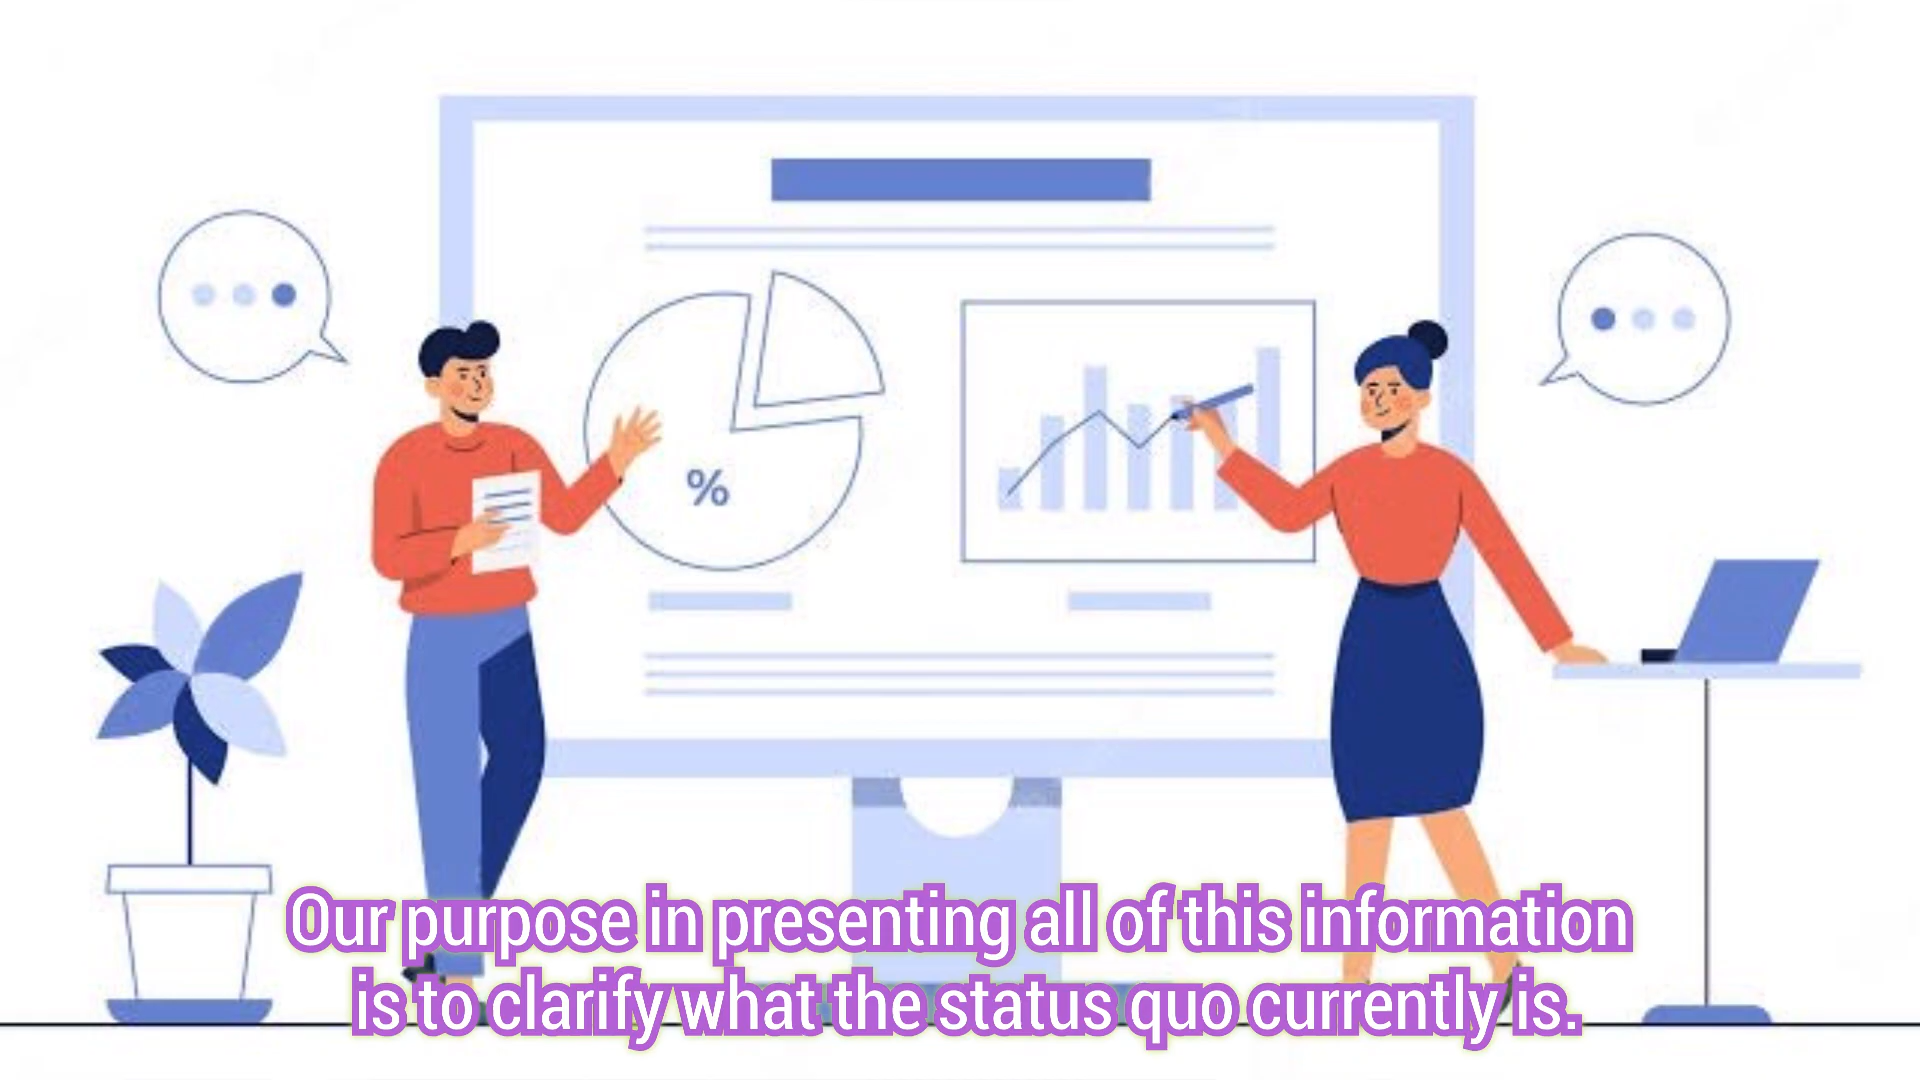 %
Our purpose in presenting all of this information
is to clarify what the status quo currently is.